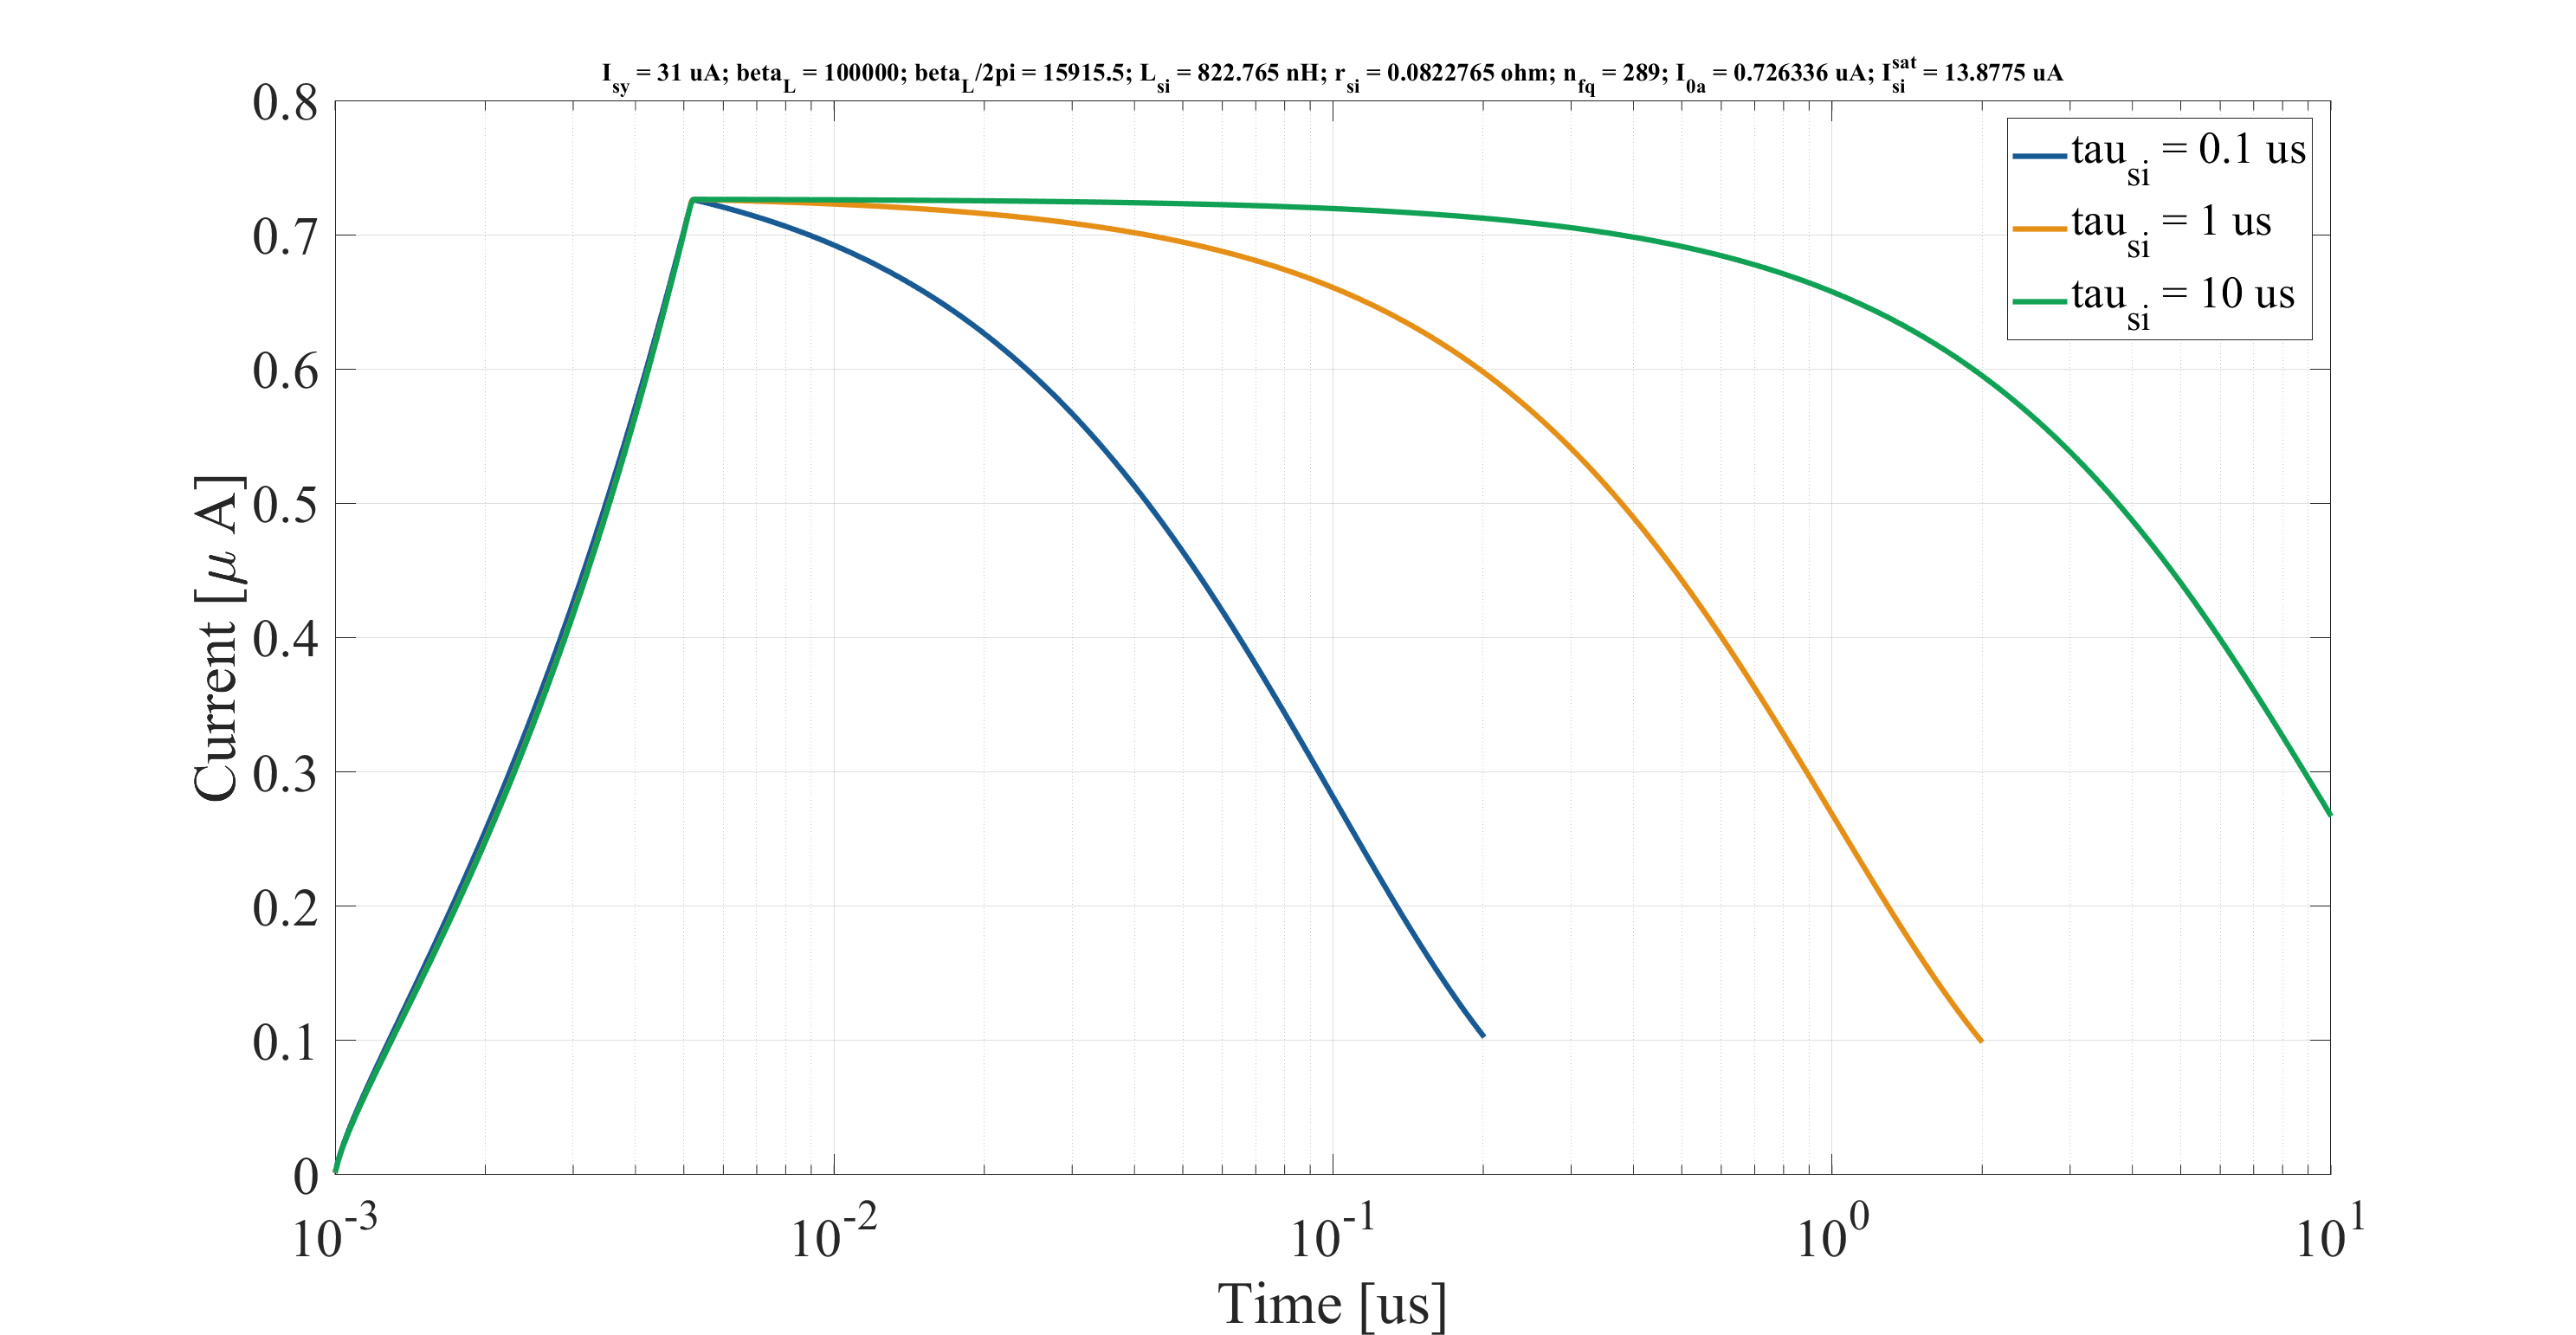 I_sy = 31 uA; beta_L = 100000; beta_L/2pi = 15915.5; L_si = 822.765 nH; r_si = 0.0822765 ohm; n_fq = 289; I_0a = 0.726336 uA; I_si^sat = 13.8775 uA
0.8
0.7
0.6
0.5
0.4
0.3
0.2
0.1
0
Current [μ A]
tau_si = 0.1 us
tau_si = 1 us
tau_si = 10 us
10^-3 10^-2 10^-1 10^0 10^1
Time [us]